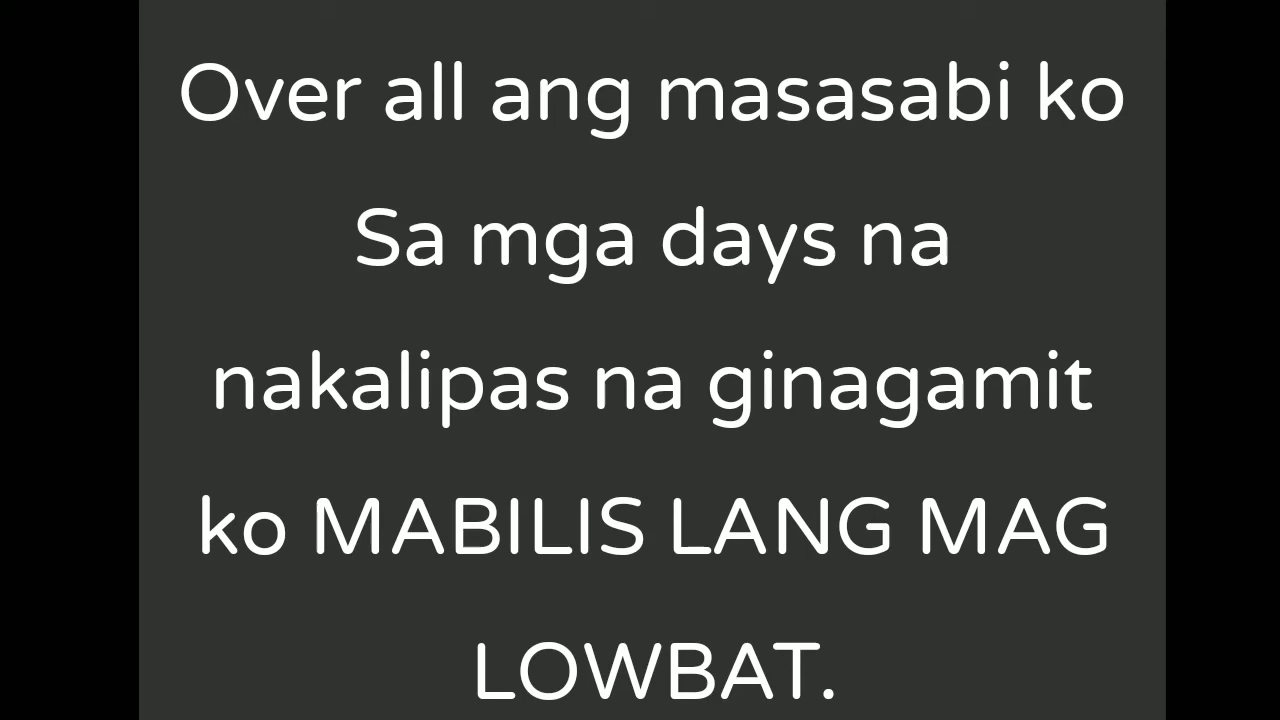 Over all ang masasabi ko
Sa mga days na
nakalipas na ginagamit
ko MABILIS LANG MAG
LOWBAT.